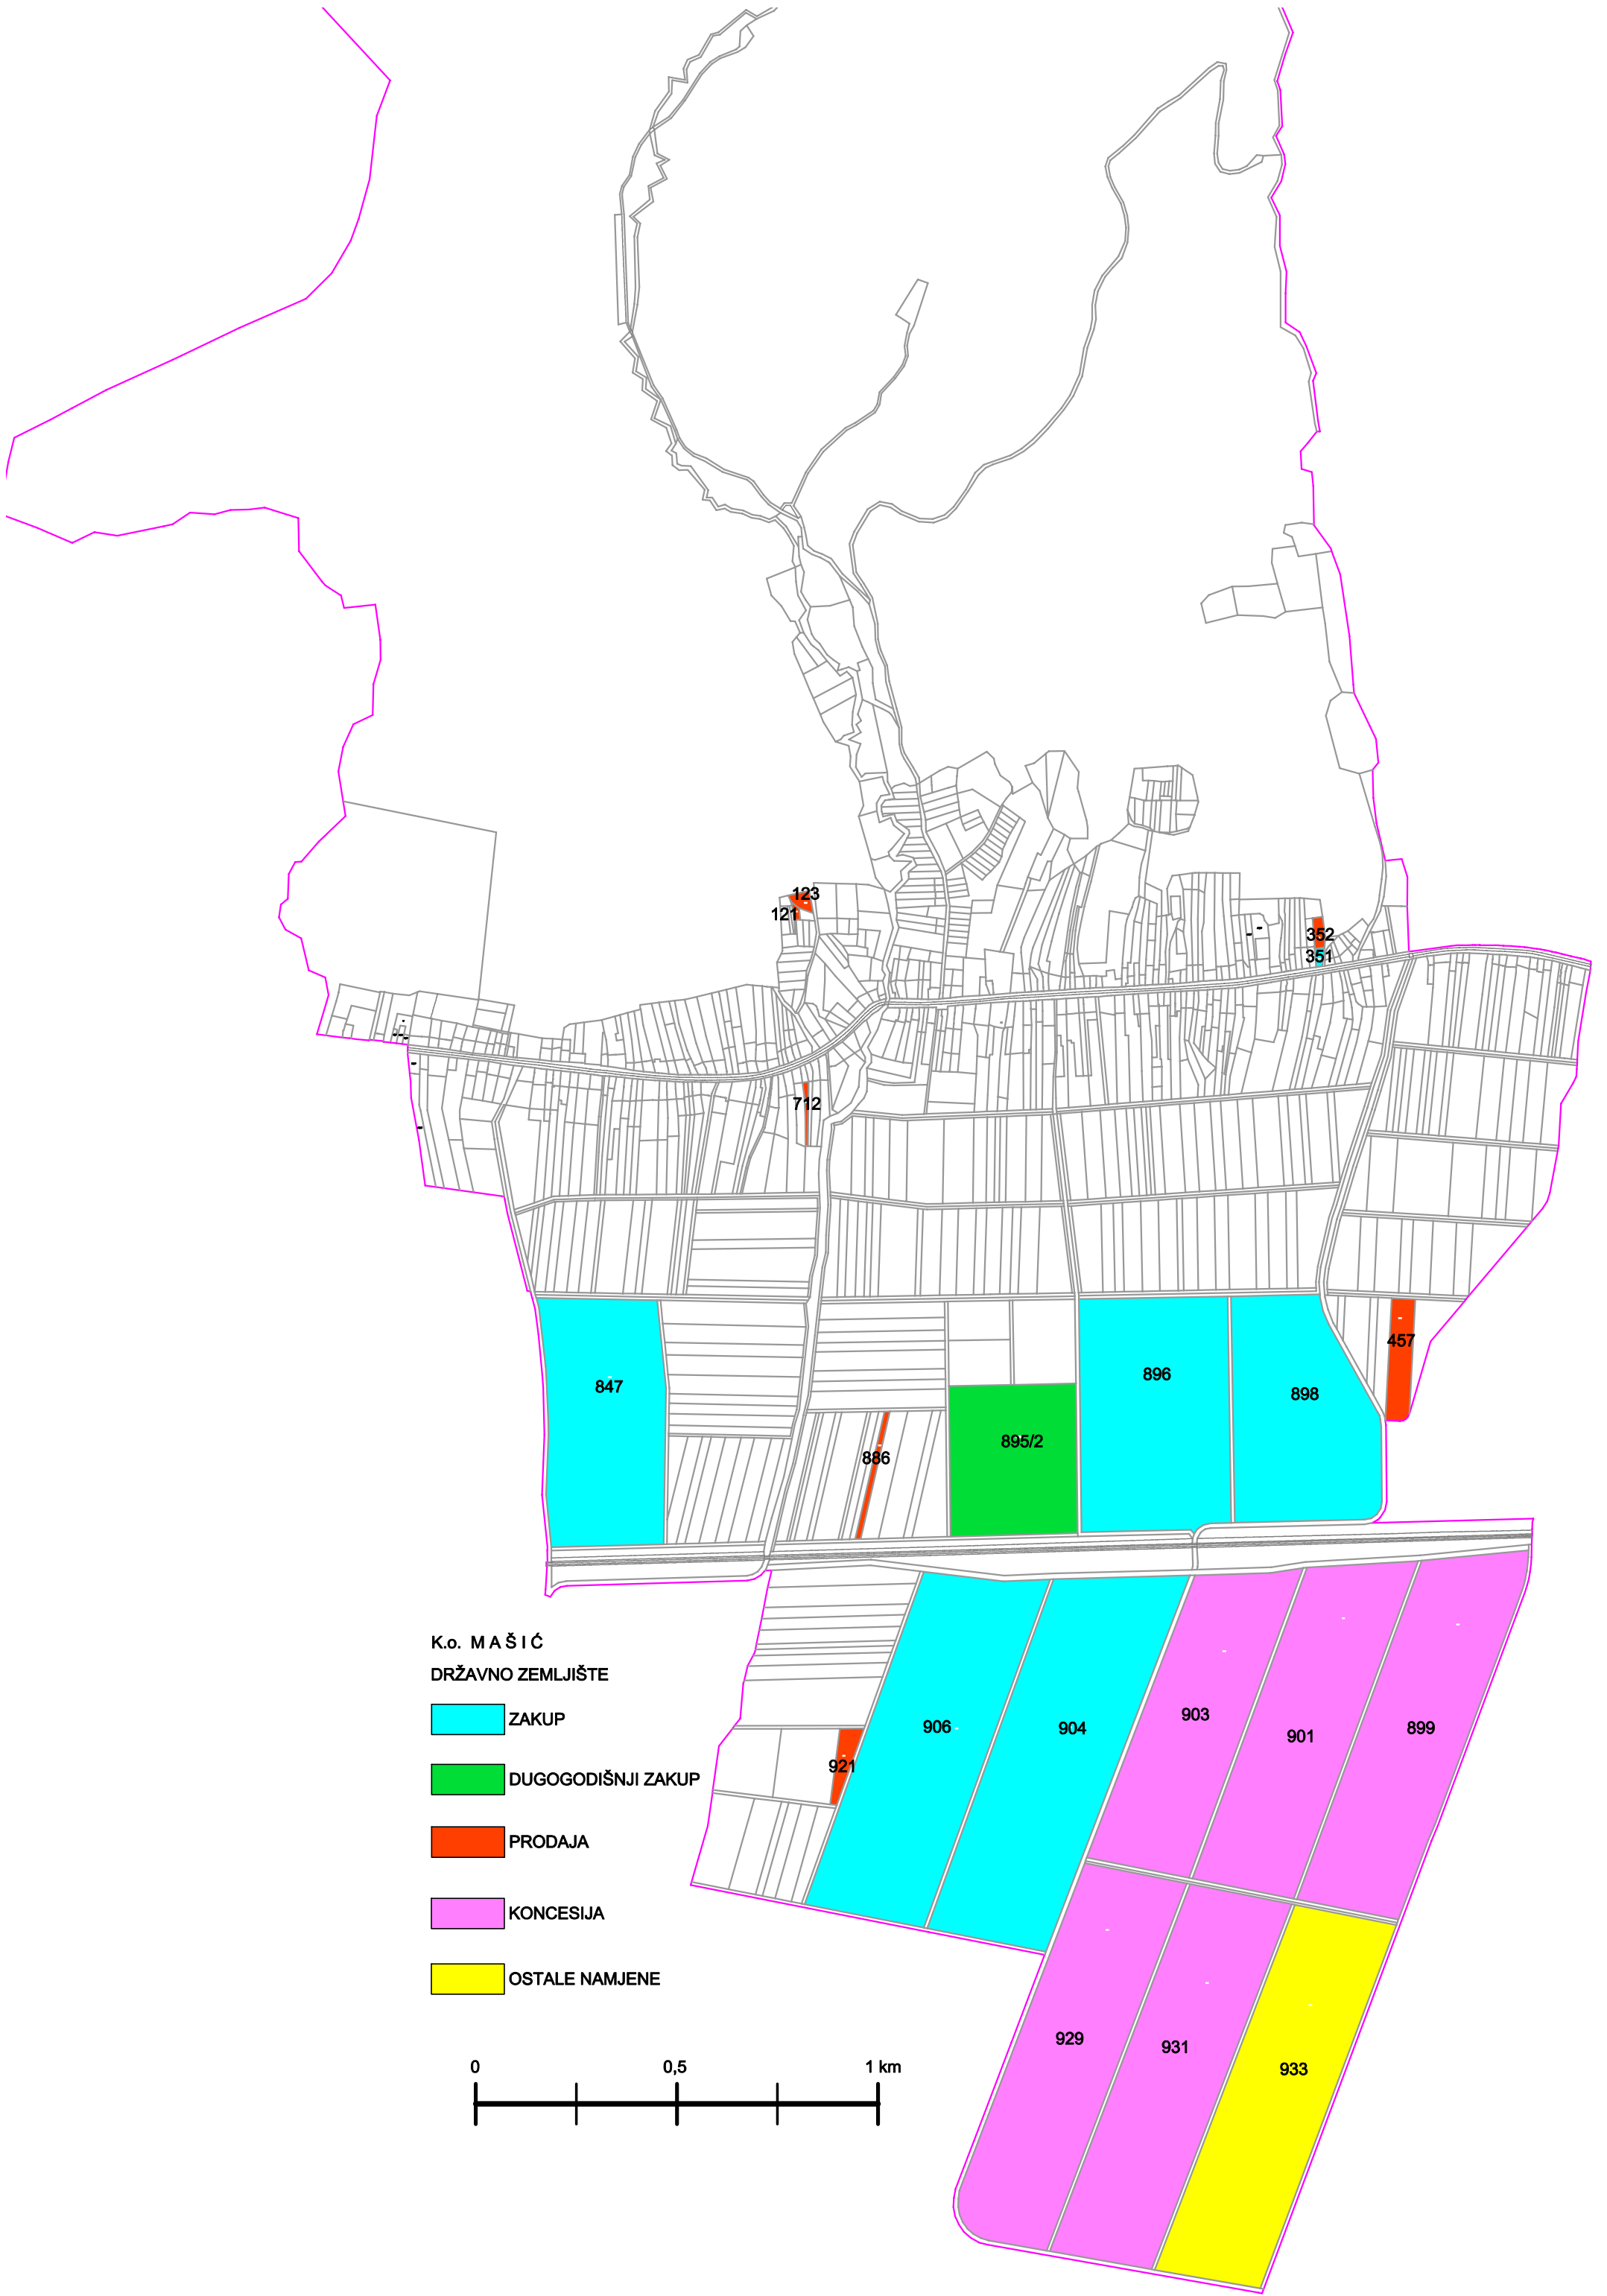 123
121
352
351
712
457
847
896
898
895/2
886
K.o. M A Š I Ć
DRŽAVNO ZEMLJIŠTE
ZAKUP
DUGOGODIŠNJI ZAKUP
PRODAJA
KONCESIJA
OSTALE NAMJENE
903
906
904
901
899
921
929
931
933
0 0,5 1 km